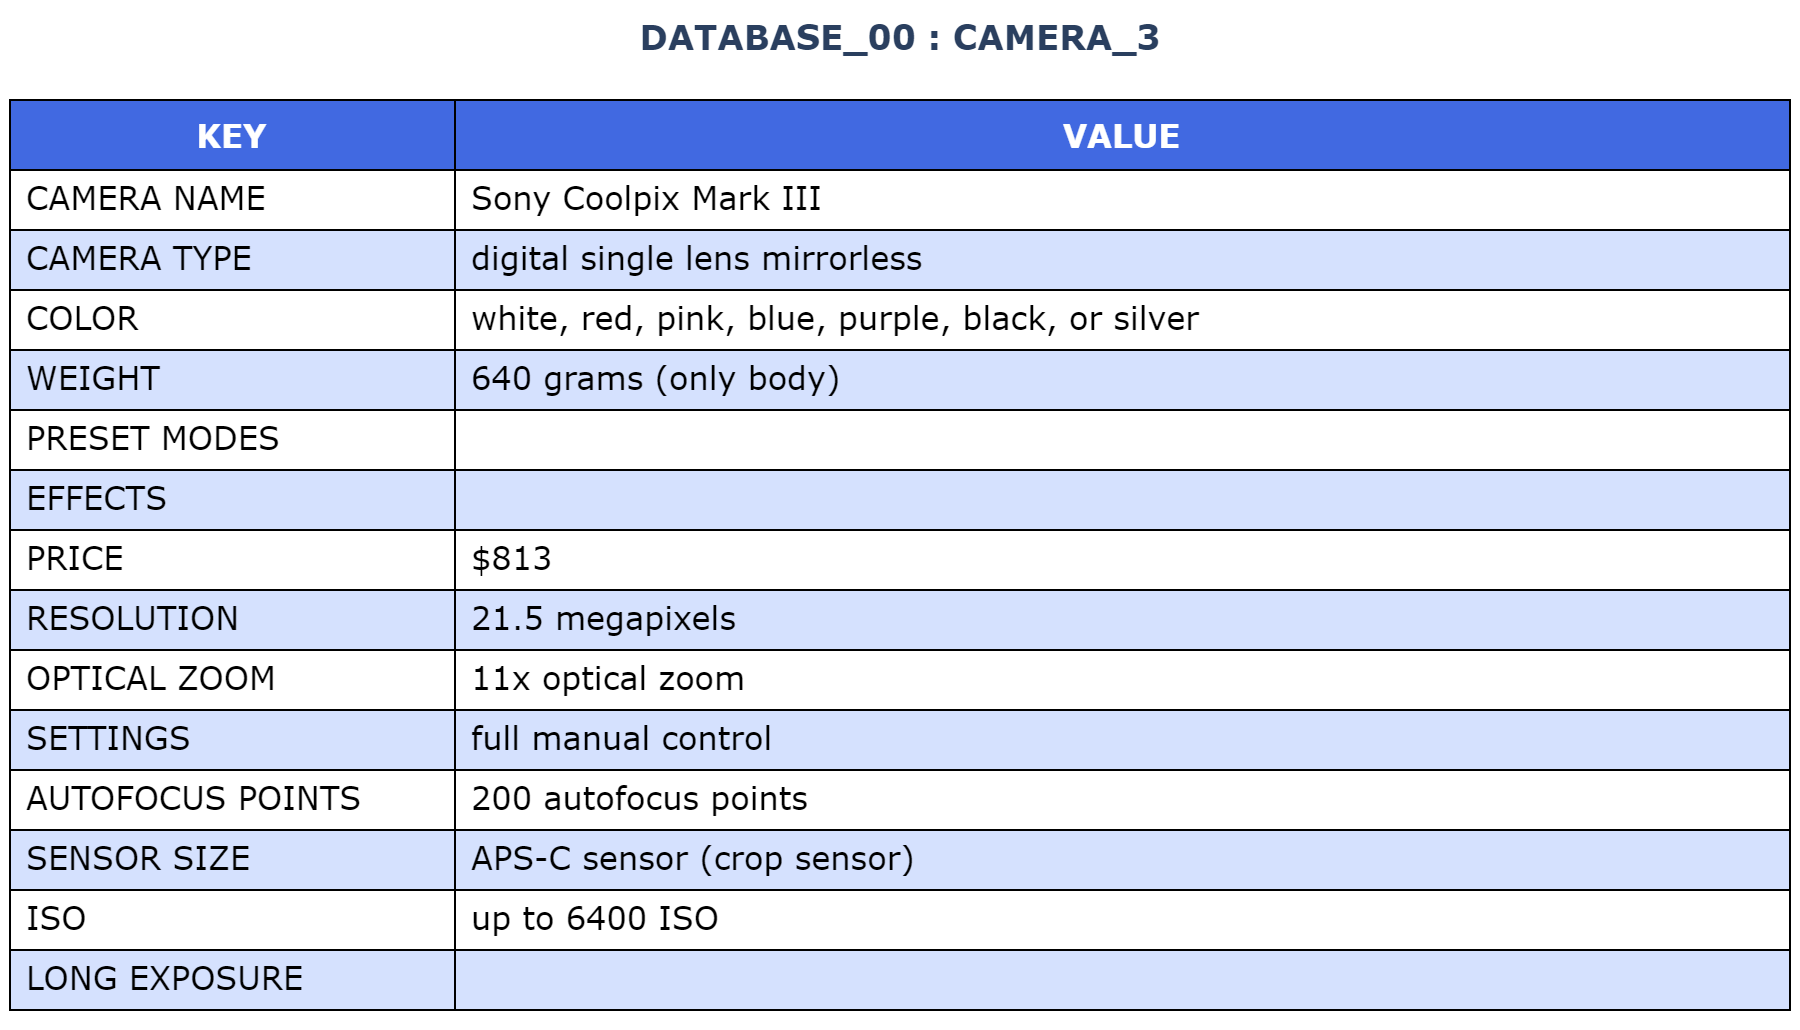 DATABASE_00 : CAMERA_3
KEY VALUE
CAMERA NAME Sony Coolpix Mark III
CAMERA TYPE digital single lens mirrorless
COLOR white, red, pink, blue, purple, black, or silver
WEIGHT 640 grams (only body)
PRESET MODES
EFFECTS
PRICE $813
RESOLUTION 21.5 megapixels
OPTICAL ZOOM 11x optical zoom
SETTINGS full manual control
AUTOFOCUS POINTS 200 autofocus points
SENSOR SIZE APS-C sensor (crop sensor)
ISO up to 6400 ISO
LONG EXPOSURE